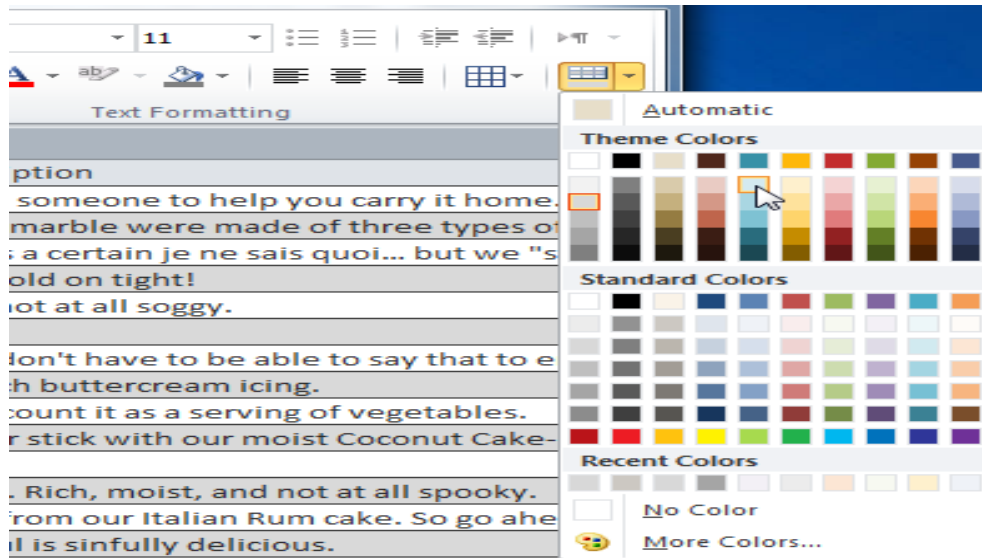 11
ab
Text Formatting
Automatic
Theme Colors
ption
someone to help you carry it home.
marble were made of three types of
a certain je ne sais quoi... but we "s
old on tight!
not at all soggy.
don't have to be able to say that to e
h buttercream icing.
count it as a serving of vegetables.
r stick with our moist Coconut Cake-
. Rich, moist, and not at all spooky.
from our Italian Rum cake. So go ahe
l is sinfully delicious.
Standard Colors
Recent Colors
No Color
More Colors...